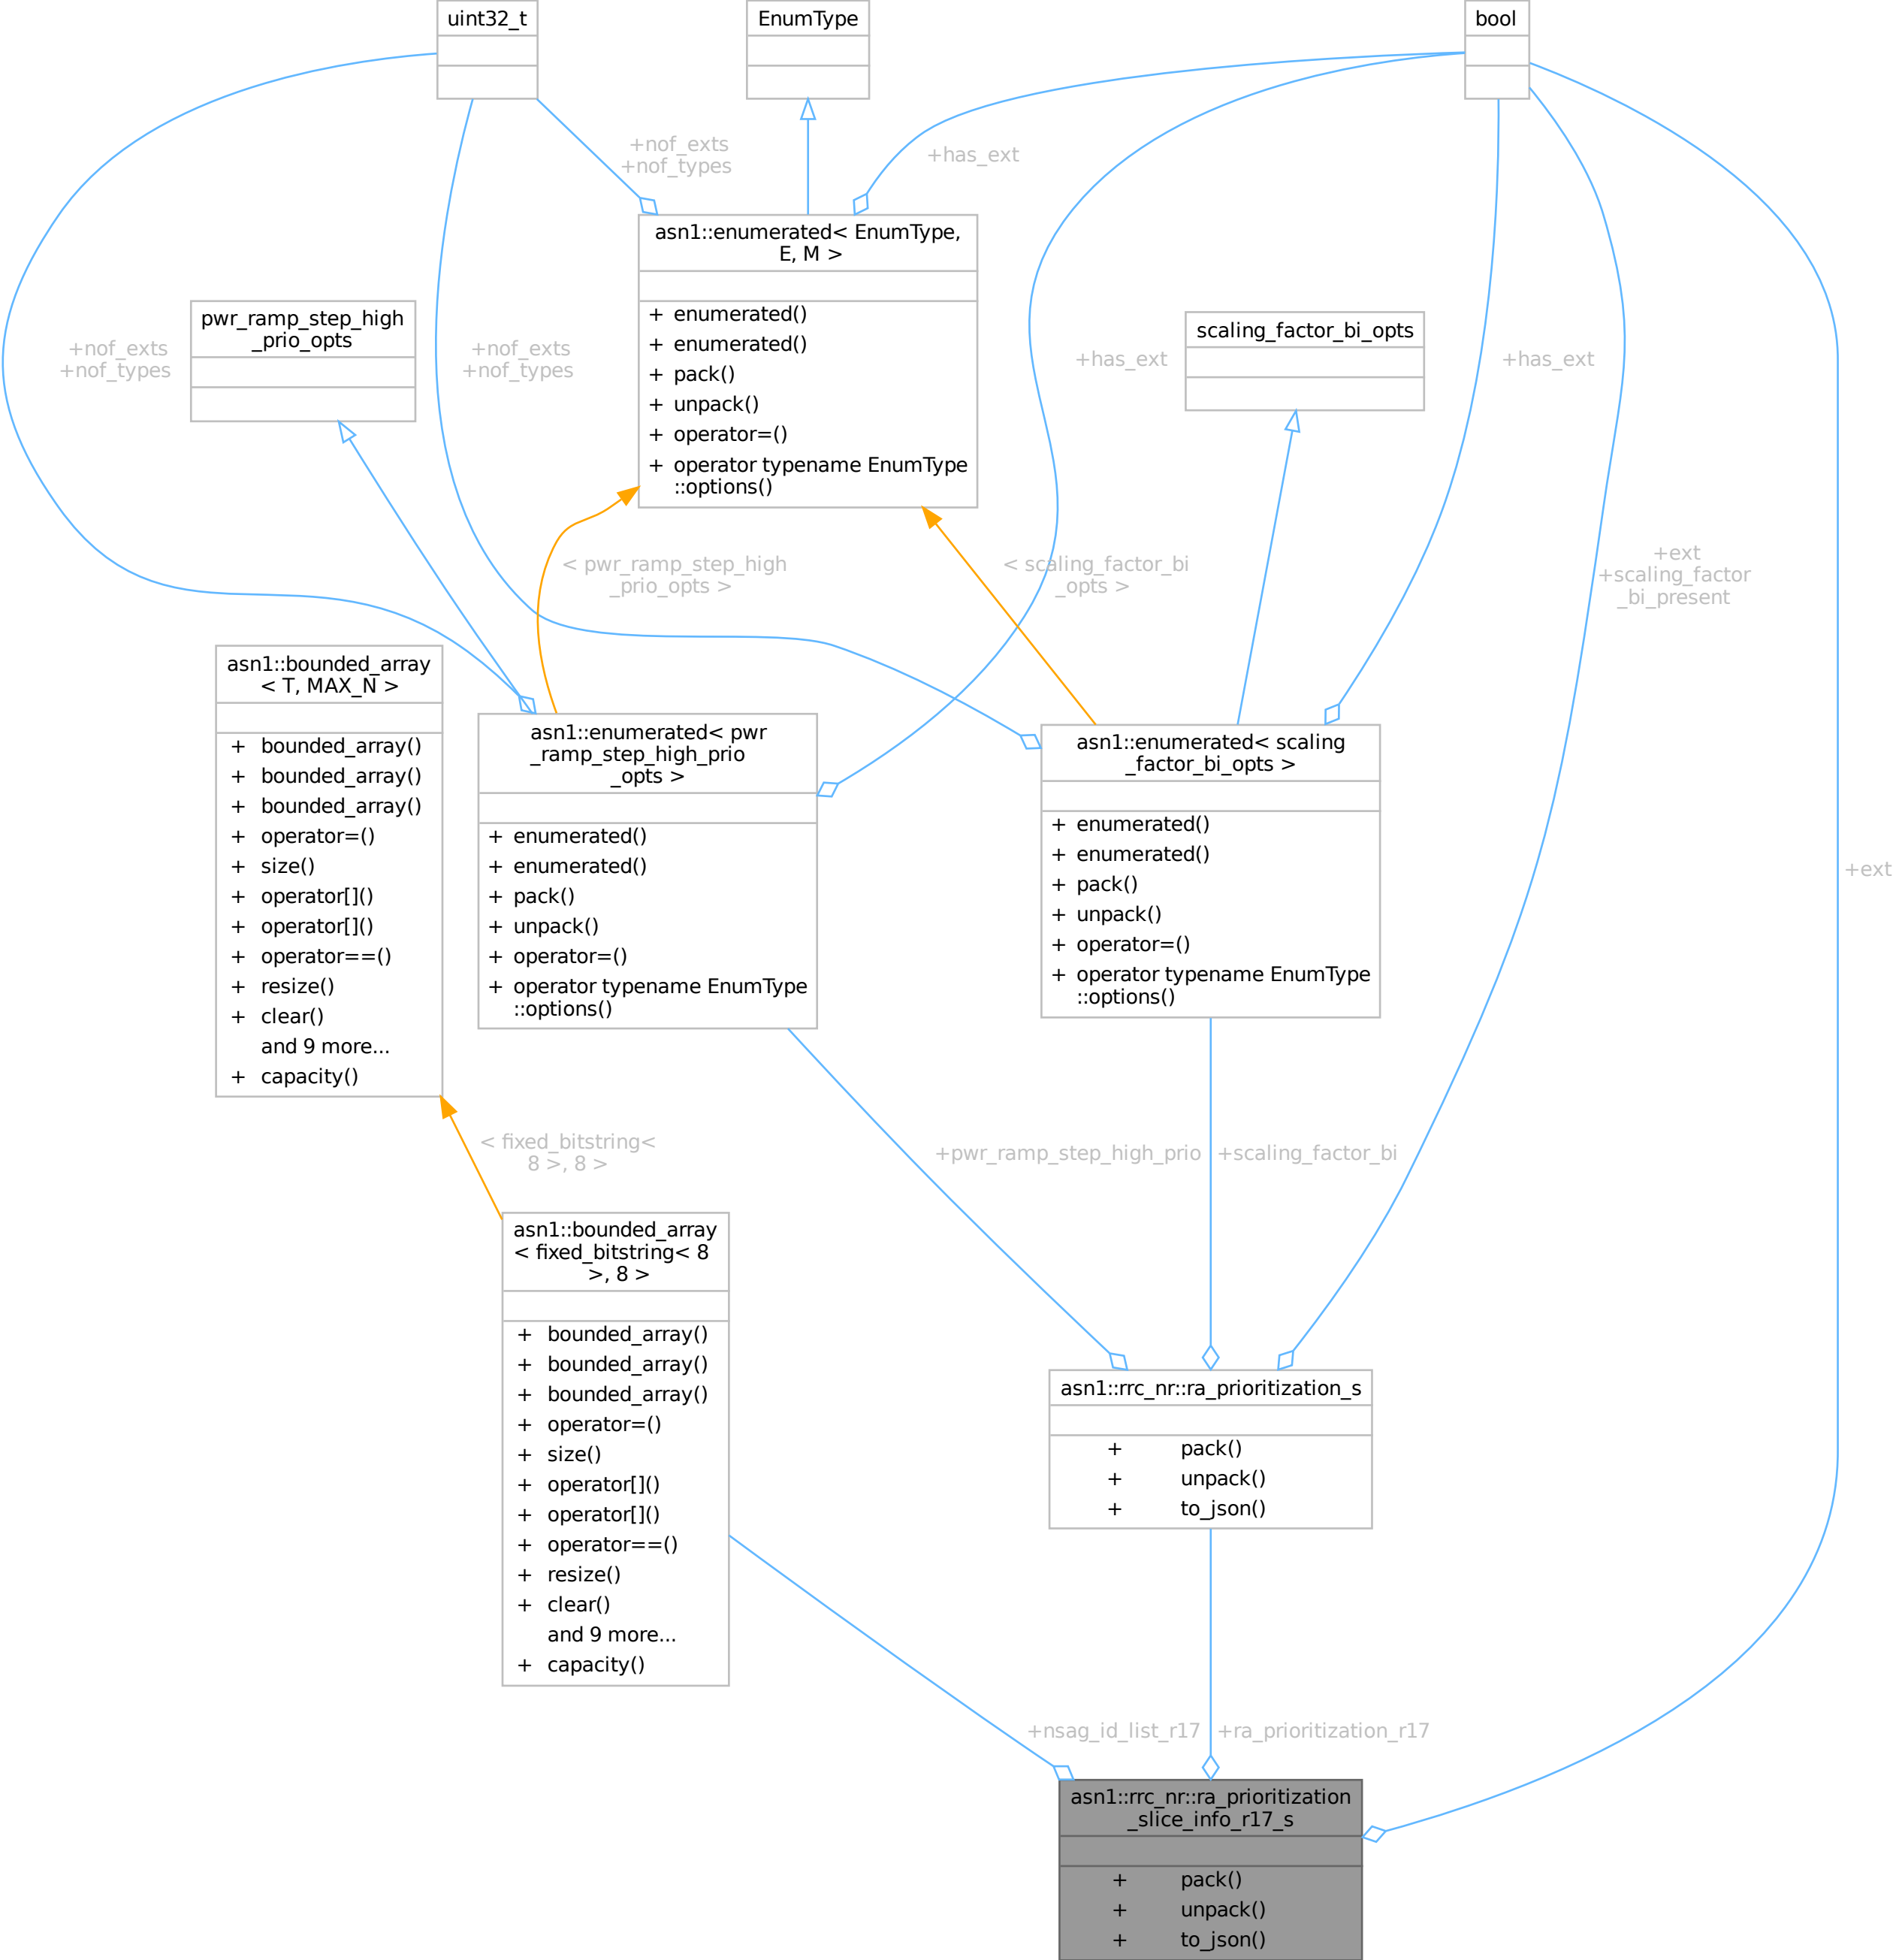 uint32_t
EnumType
bool
+nof_exts
+nof_types
+has_ext
asn1::enumerated< EnumType,
E, M >
+ enumerated()
+ enumerated()
+ pack()
+ unpack()
+ operator=()
+ operator typename EnumType
::options()
pwr_ramp_step_high
_prio_opts
scaling_factor_bi_opts
+nof_exts
+nof_types
+nof_exts
+nof_types
+has_ext
+has_ext
< pwr_ramp_step_high
_prio_opts >
< scaling_factor_bi
_opts >
+ext
+scaling_factor
_bi_present
asn1::bounded_array
< T, MAX_N >
+ bounded_array()
+ bounded_array()
+ bounded_array()
+ operator=()
+ size()
+ operator[]()
+ operator[]()
+ operator==()
+ resize()
+ clear()
and 9 more...
+ capacity()
asn1::enumerated< pwr
_ramp_step_high_prio
_opts >
+ enumerated()
+ enumerated()
+ pack()
+ unpack()
+ operator=()
+ operator typename EnumType
::options()
asn1::enumerated< scaling
_factor_bi_opts >
+ enumerated()
+ enumerated()
+ pack()
+ unpack()
+ operator=()
+ operator typename EnumType
::options()
+ext
< fixed_bitstring<
8 >, 8 >
+pwr_ramp_step_high_prio
+scaling_factor_bi
asn1::bounded_array
< fixed_bitstring< 8
>, 8 >
+ bounded_array()
+ bounded_array()
+ bounded_array()
+ operator=()
+ size()
+ operator[]()
+ operator[]()
+ operator==()
+ resize()
+ clear()
and 9 more...
+ capacity()
asn1::rrc_nr::ra_prioritization_s
+ pack()
+ unpack()
+ to_json()
+nsag_id_list_r17
+ra_prioritization_r17
asn1::rrc_nr::ra_prioritization
_slice_info_r17_s
+ pack()
+ unpack()
+ to_json()